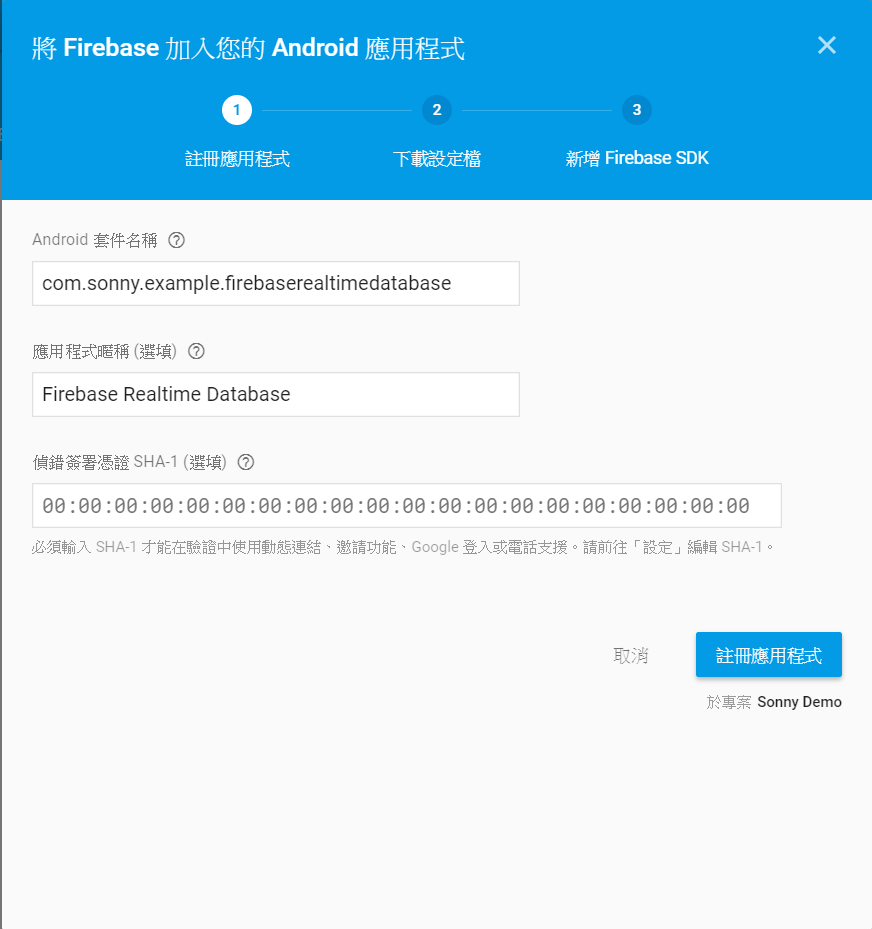 將 Firebase 加入您的 Android 應用程式
1
2
3
註冊應用程式
下載設定檔
新增 Firebase SDK
Android 套件名稱
com.sonny.example.firebaserealtimedatabase
應用程式暱稱 (選填)
Firebase Realtime Database
偵錯簽署憑證 SHA-1 (選填)
00:00:00:00:00:00:00:00:00:00:00:00:00:00:00:00:00:00:00:00
必須輸入 SHA-1 才能在驗證中使用動態連結、邀請功能、Google 登入或電話支援。請前往「設定」編輯 SHA-1。
取消
註冊應用程式
於專案 Sonny Demo